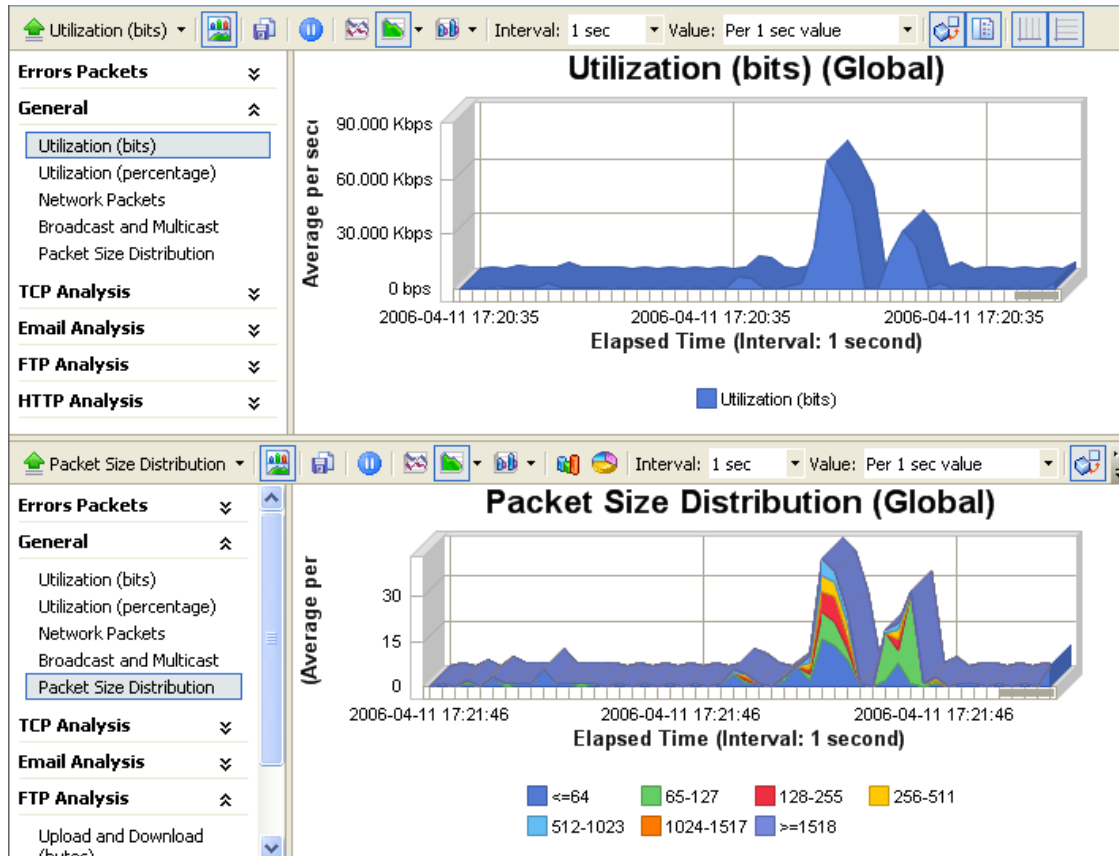 Utilization (bits) Interval: 1 sec Value: Per 1 sec value
Errors Packets
General
Utilization (bits)
Utilization (percentage)
Network Packets
Broadcast and Multicast
Packet Size Distribution
TCP Analysis
Email Analysis
FTP Analysis
HTTP Analysis
Utilization (bits) (Global)
Average per sec
90.000 Kbps
60.000 Kbps
30.000 Kbps
0 bps
2006-04-11 17:20:35 2006-04-11 17:20:35 2006-04-11 17:20:35
Elapsed Time (Interval: 1 second)
Utilization (bits)
Packet Size Distribution Interval: 1 sec Value: Per 1 sec value
Errors Packets
General
Utilization (bits)
Utilization (percentage)
Network Packets
Broadcast and Multicast
Packet Size Distribution
TCP Analysis
Email Analysis
FTP Analysis
Upload and Download
(bytes)
Packet Size Distribution (Global)
(Average per
30
15
0
2006-04-11 17:21:46 2006-04-11 17:21:46 2006-04-11 17:21:46
Elapsed Time (Interval: 1 second)
<=64 65-127 128-255 256-511
512-1023 1024-1517 >=1518